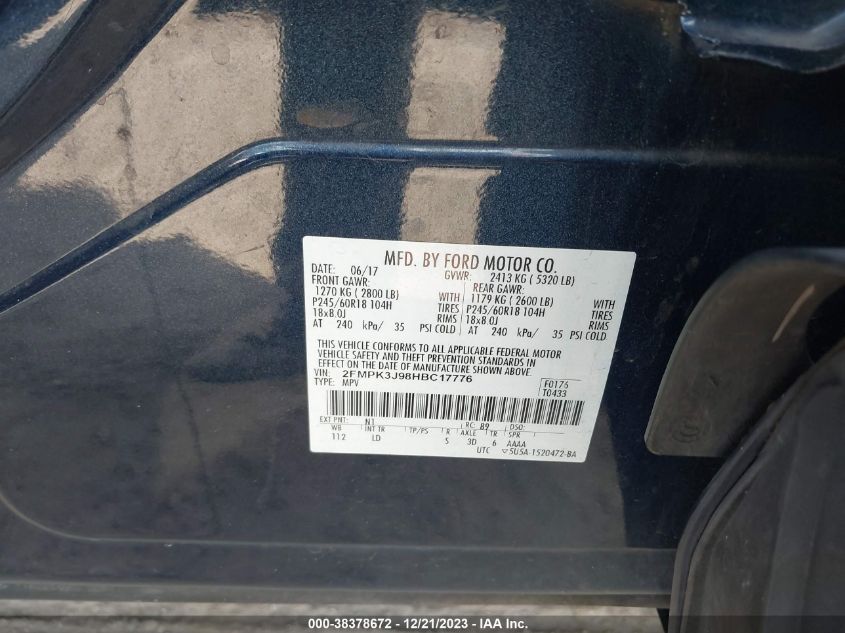 MFD. BY FORD MOTOR CO.
DATE: 06/17 GVWR: 2413 KG ( 5320 LB)
FRONT GAWR: REAR GAWR:
1270 KG ( 2800 LB) WITH 1179 KG ( 2600 LB) WITH
P245/60R18 104H TIRES P245/60R18 104H TIRES
18x8.0J RIMS 18x8.0J RIMS
AT 240 kPa/ 35 PSI COLD AT 240 kPa/ 35 PSI COLD
THIS VEHICLE CONFORMS TO ALL APPLICABLE FEDERAL MOTOR
VEHICLE SAFETY AND THEFT PREVENTION STANDARDS IN
EFFECT ON THE DATE OF MANUFACTURE SHOWN ABOVE.
VIN: 2FMPK3J98HBC17776 F0176
TYPE: MPV T0433
EXT PNT: N1 RC: 89 DSO:
WB INT TR TP/PS R AXLE TR SPR
112 LD S 3D 6 AAAA
UTC ▽5U5A-1520472-BA
000-38378672 - 12/21/2023 - IAAI.com